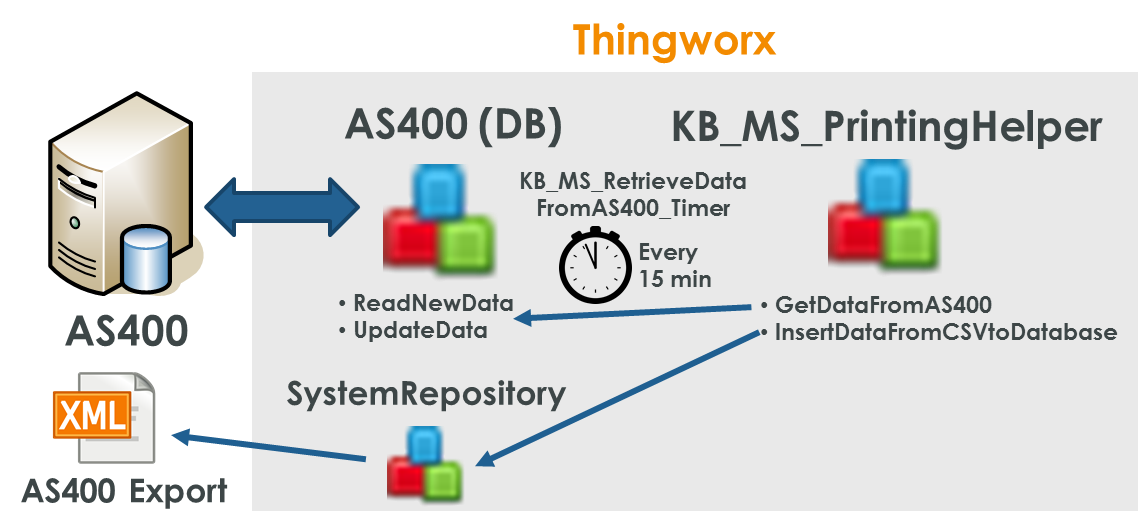 Thingworx
AS400 (DB)
KB_MS_PrintingHelper
KB_MS_RetrieveData
FromAS400_Timer
Every
15 min
• ReadNewData
• UpdateData
• GetDataFromAS400
• InsertDataFromCSVtoDatabase
AS400
SystemRepository
XML
AS400 Export